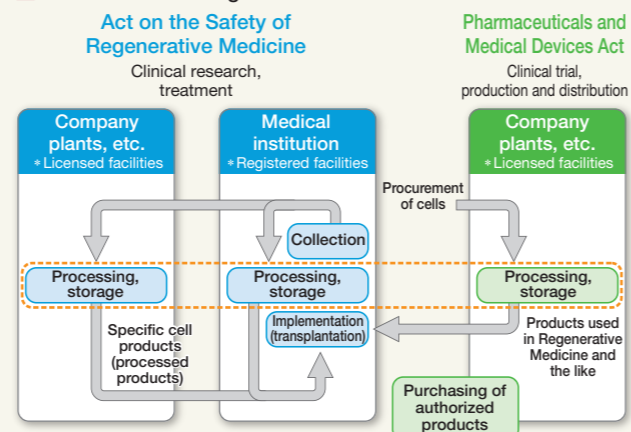 Act on the Safety of
Regenerative Medicine
Clinical research,
treatment
Pharmaceuticals and
Medical Devices Act
Clinical trial,
production and distribution
Company
plants, etc.
*Licensed facilities
Medical
institution
*Registered facilities
Company
plants, etc.
*Licensed facilities
Procurement
of cells
Collection
Processing,
storage
Processing,
storage
Processing,
storage
Specific cell
products
(processed
products)
Implementation
(transplantation)
Products used
in Regenerative
Medicine and
the like
Purchasing of
authorized
products